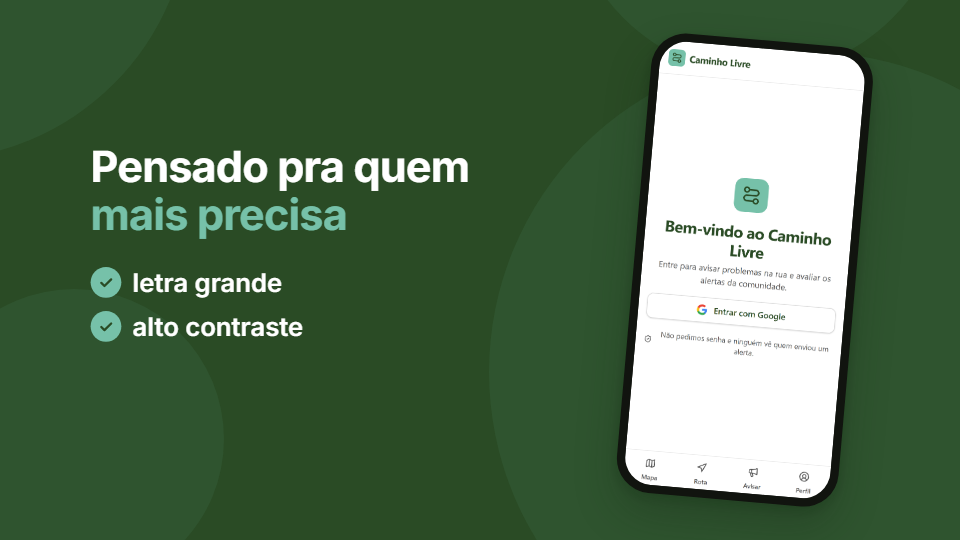 Pensado pra quem
mais precisa
letra grande
alto contraste
Caminho Livre
Bem-vindo ao Caminho
Livre
Entre para avisar problemas na rua e avaliar os
alertas da comunidade.
Entrar com Google
Não pedimos senha e ninguém vê quem enviou um
alerta.
Mapa
Rota
Avisar
Perfil